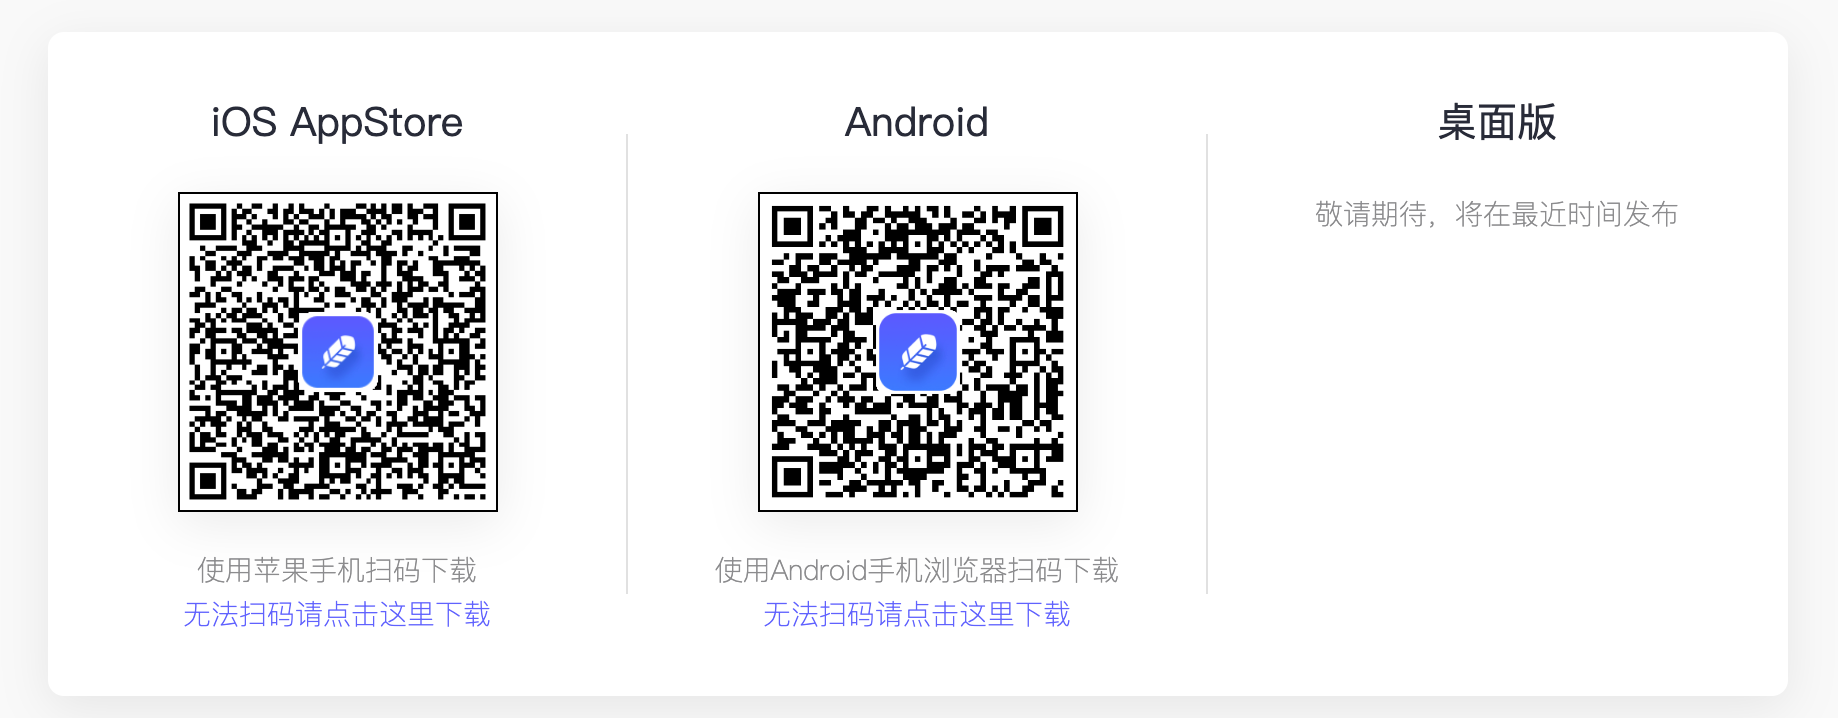 iOS AppStore
使用苹果手机扫码下载
无法扫码请点击这里下载
Android
使用Android手机浏览器扫码下载
无法扫码请点击这里下载
桌面版
敬请期待，将在最近时间发布